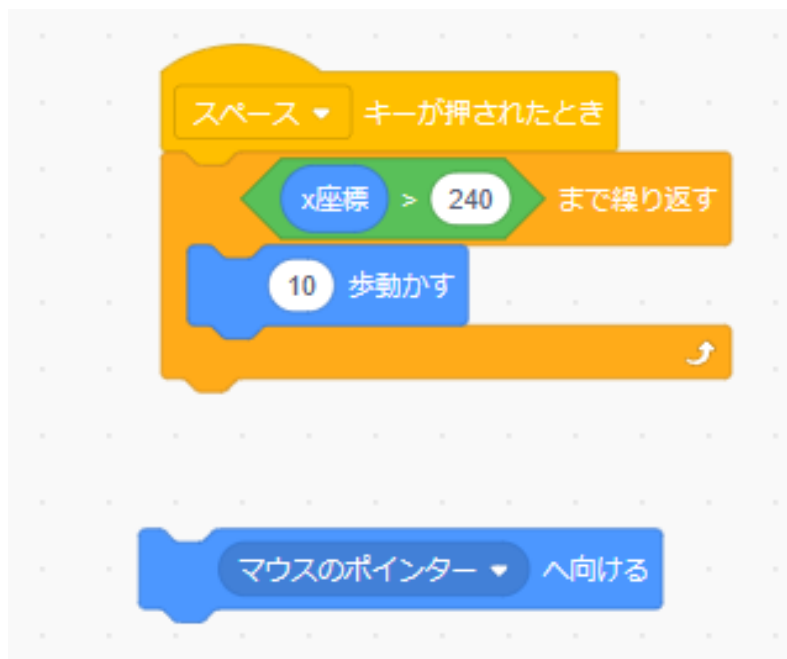 スペース キーが押されたとき
x座標 > 240 まで繰り返す
10 歩動かす
マウスのポインター へ向ける